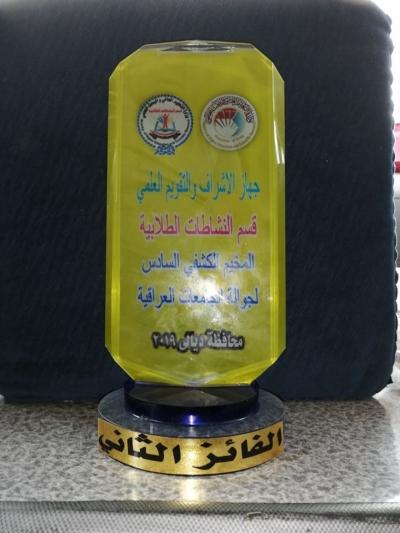 جهاز الاشراف والتقويم العلمي
قسم النشاطات الطلابية
المخيم الكشفي السادس
لجوالة الجامعات العراقية
محافظة ديالى ٢٠١٩
الفائز الثاني